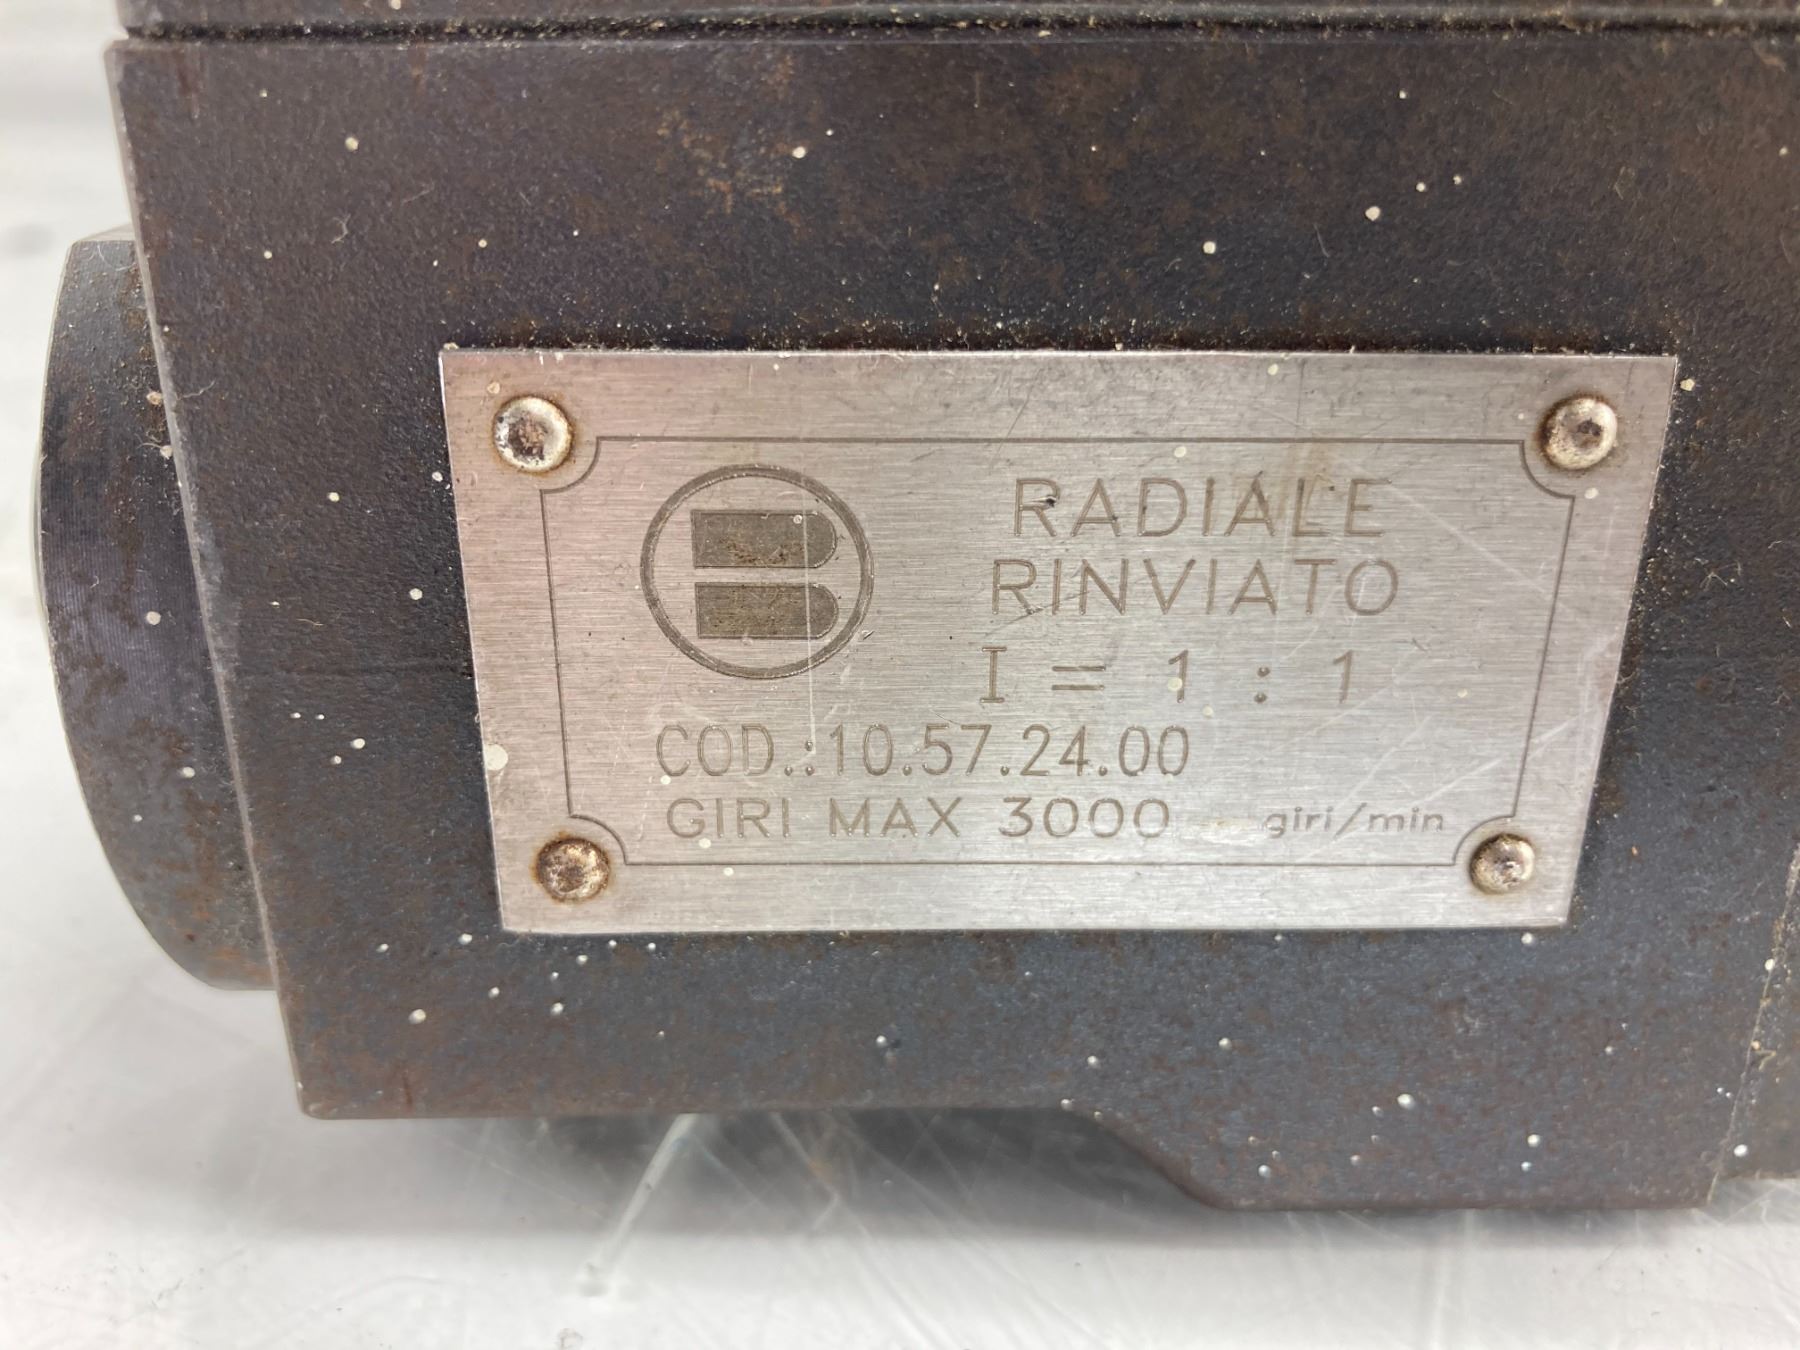 B
RADIALE
RINVIATO
I = 1 : 1
COD.:10.57.24.00
GIRI MAX 3000 giri/min